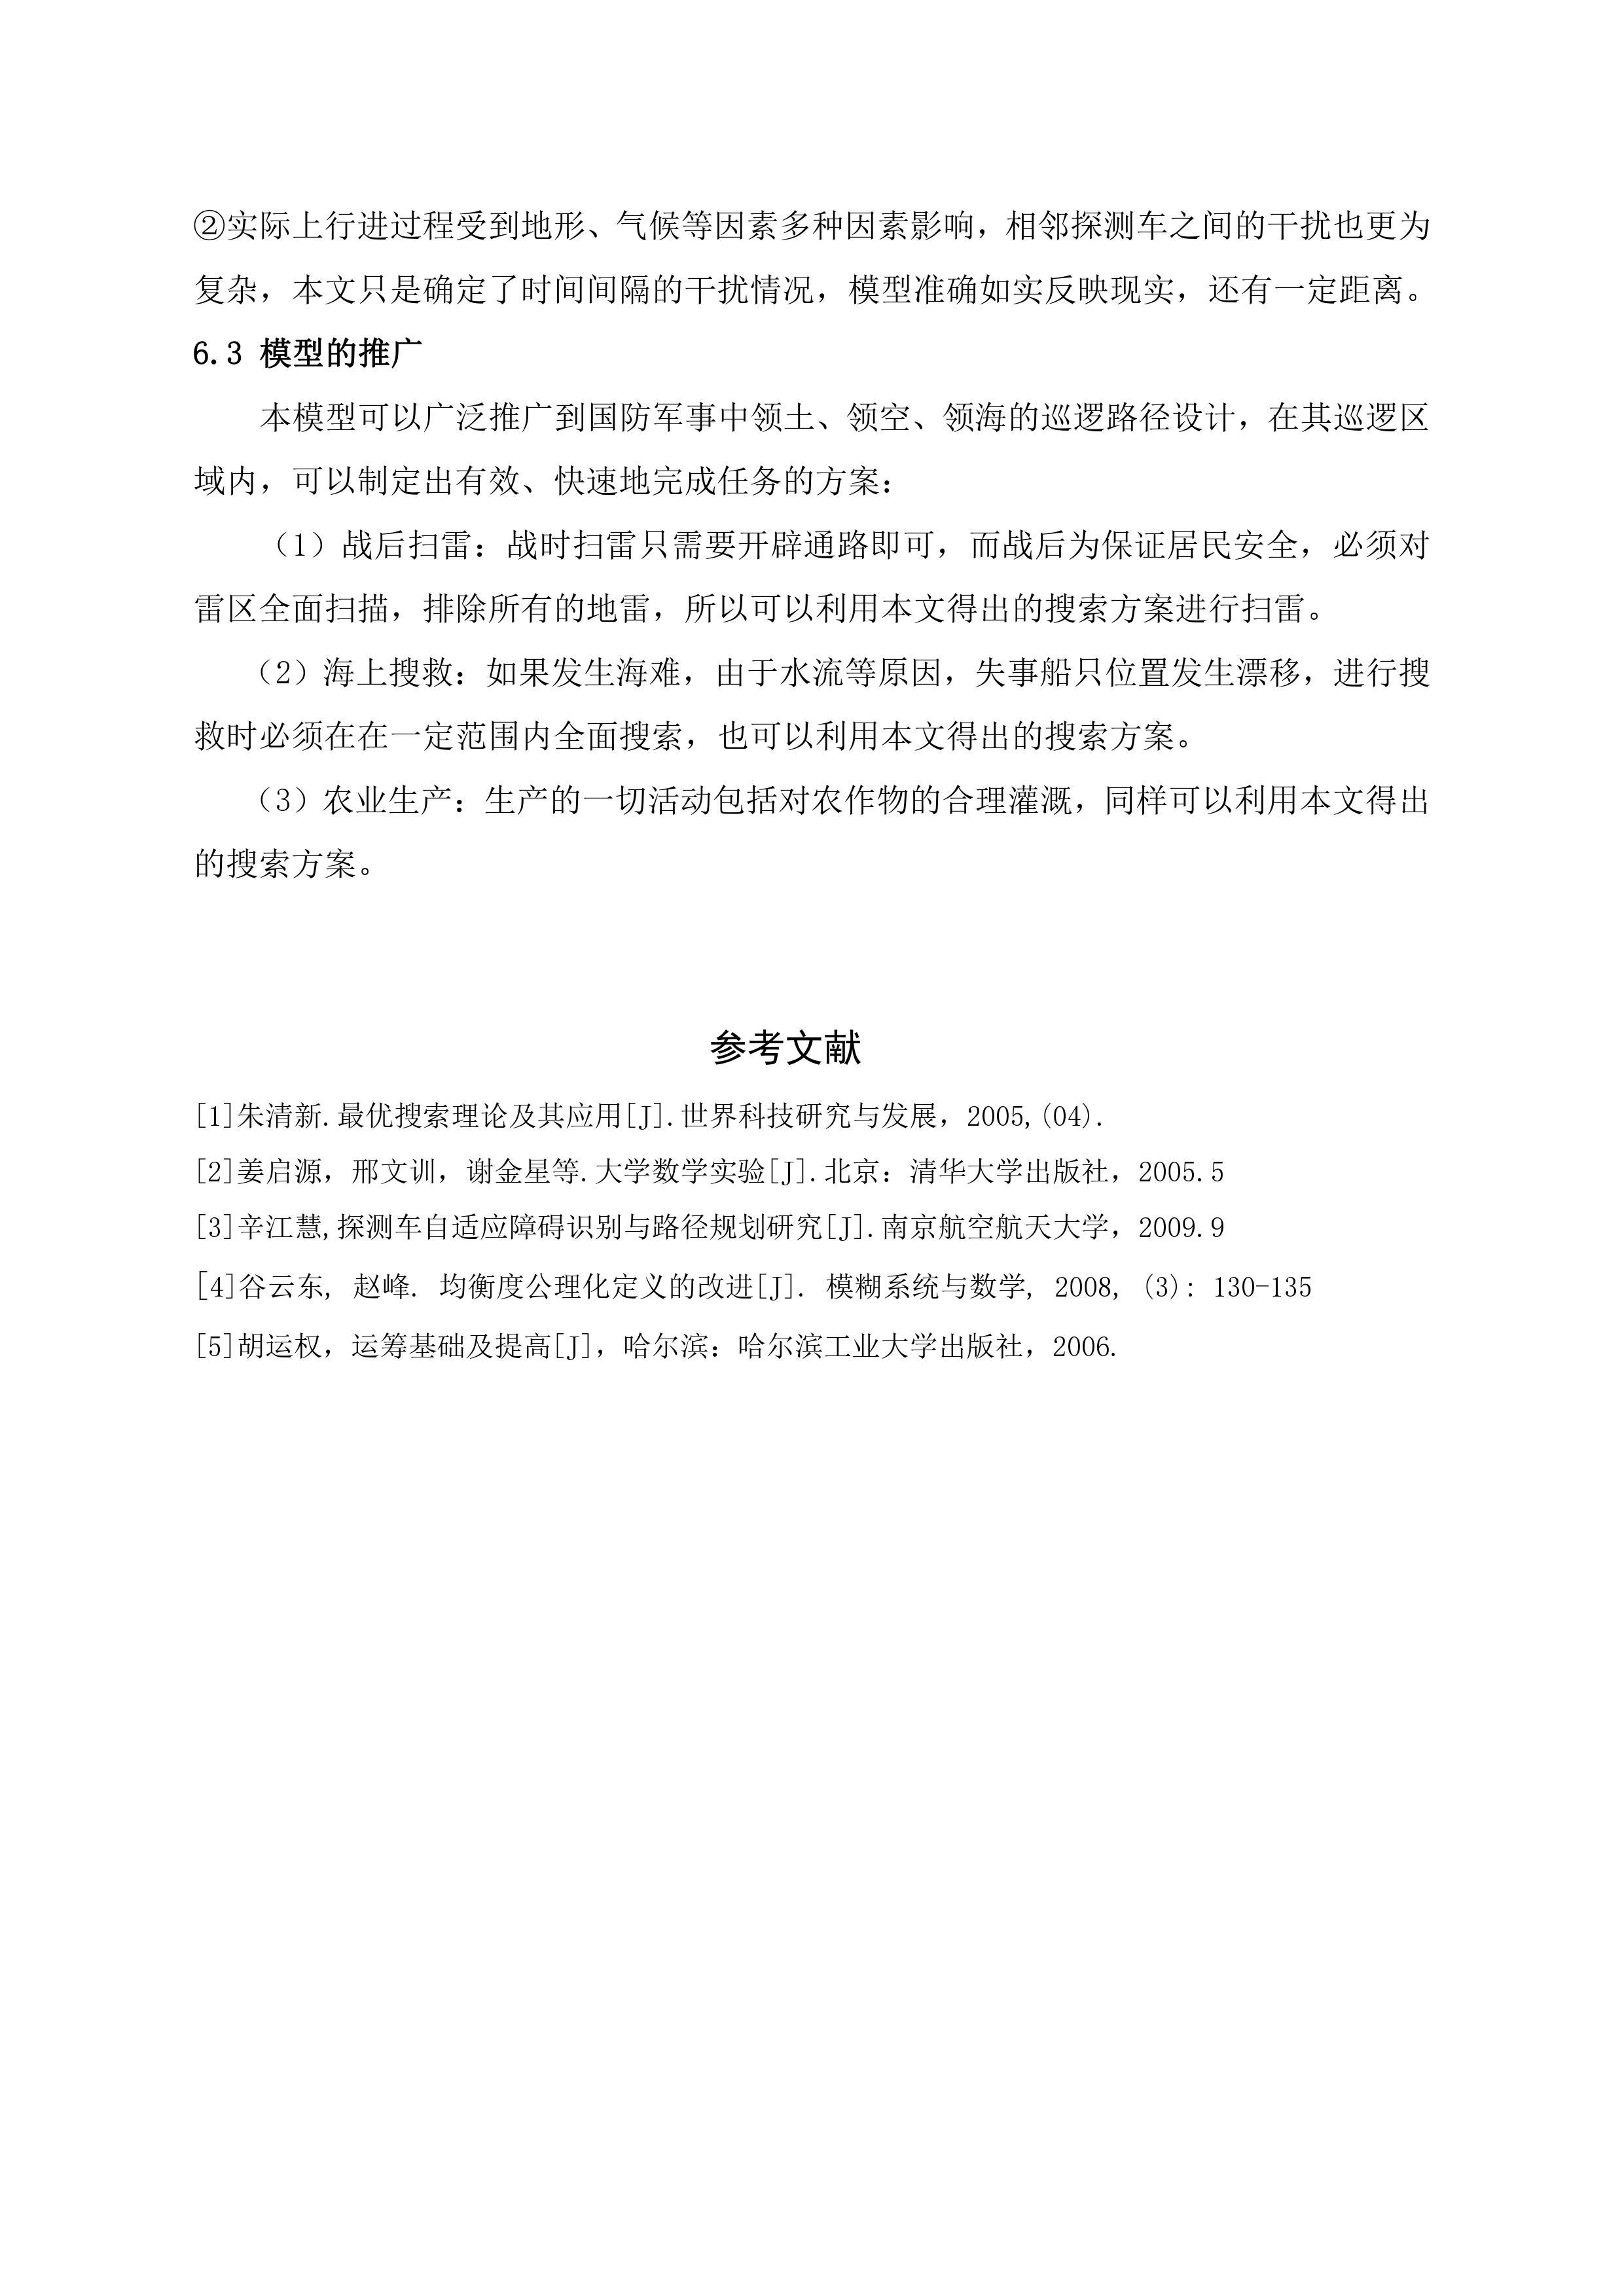 ②实际上行进过程受到地形、气候等因素多种因素影响，相邻探测车之间的干扰也更为
复杂，本文只是确定了时间间隔的干扰情况，模型准确如实反映现实，还有一定距离。
6.3 模型的推广
本模型可以广泛推广到国防军事中领土、领空、领海的巡逻路径设计，在其巡逻区
域内，可以制定出有效、快速地完成任务的方案：
（1）战后扫雷：战时扫雷只需要开辟通路即可，而战后为保证居民安全，必须对
雷区全面扫描，排除所有的地雷，所以可以利用本文得出的搜索方案进行扫雷。
（2）海上搜救：如果发生海难，由于水流等原因，失事船只位置发生漂移，进行搜
救时必须在在一定范围内全面搜索，也可以利用本文得出的搜索方案。
（3）农业生产：生产的一切活动包括对农作物的合理灌溉，同样可以利用本文得出
的搜索方案。
参考文献
[1]朱清新.最优搜索理论及其应用[J].世界科技研究与发展，2005,(04).
[2]姜启源，邢文训，谢金星等.大学数学实验[J].北京：清华大学出版社，2005.5
[3]辛江慧,探测车自适应障碍识别与路径规划研究[J].南京航空航天大学，2009.9
[4]谷云东, 赵峰. 均衡度公理化定义的改进[J]. 模糊系统与数学, 2008, (3): 130-135
[5]胡运权，运筹基础及提高[J]，哈尔滨：哈尔滨工业大学出版社，2006.